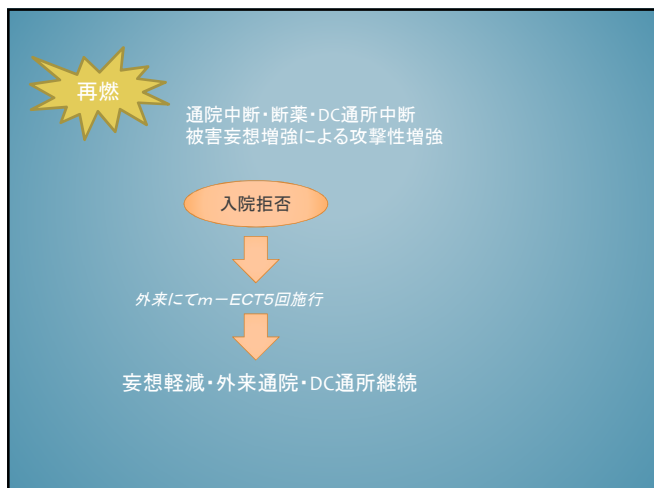 再燃
通院中断・断薬・DC通所中断
被害妄想増強による攻撃性増強
入院拒否
外来にてｍ－ECT５回施行
妄想軽減・外来通院・DC通所継続